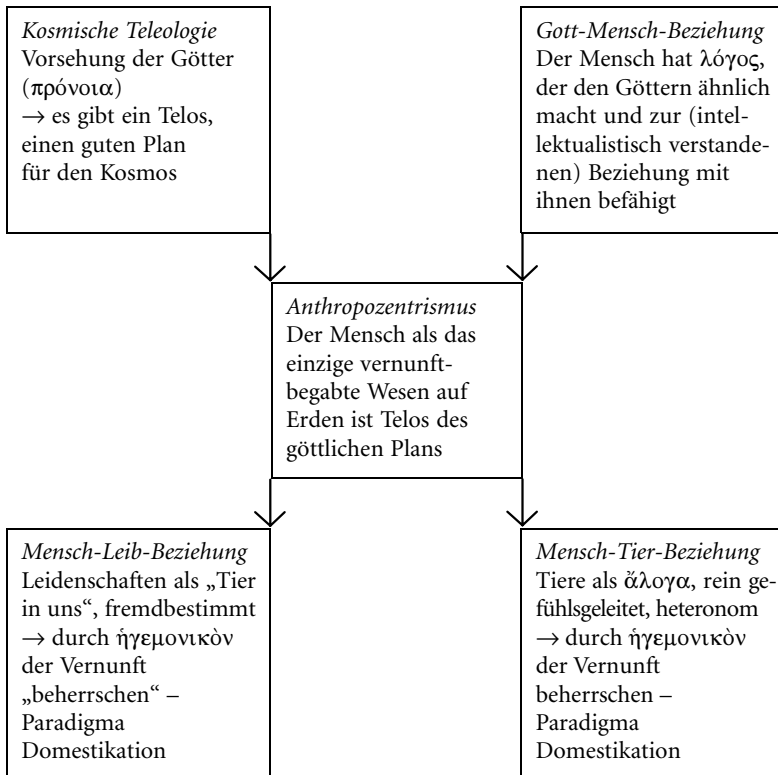 Kosmische Teleologie
Vorsehung der Götter
(πρόνοια)
→ es gibt ein Telos,
einen guten Plan
für den Kosmos
Gott-Mensch-Beziehung
Der Mensch hat λόγος,
der den Göttern ähnlich
macht und zur (intel-
lektualistisch verstande-
nen) Beziehung mit
ihnen befähigt
Anthropozentrismus
Der Mensch als das
einzige vernunft-
begabte Wesen auf
Erden ist Telos des
göttlichen Plans
Mensch-Leib-Beziehung
Leidenschaften als „Tier
in uns“, fremdbestimmt
→ durch ἡγεμονικὸν
der Vernunft
„beherrschen“ –
Paradigma
Domestikation
Mensch-Tier-Beziehung
Tiere als ἄλογα, rein ge-
fühlsgeleitet, heteronom
→ durch ἡγεμονικὸν
der Vernunft
beherrschen –
Paradigma
Domestikation